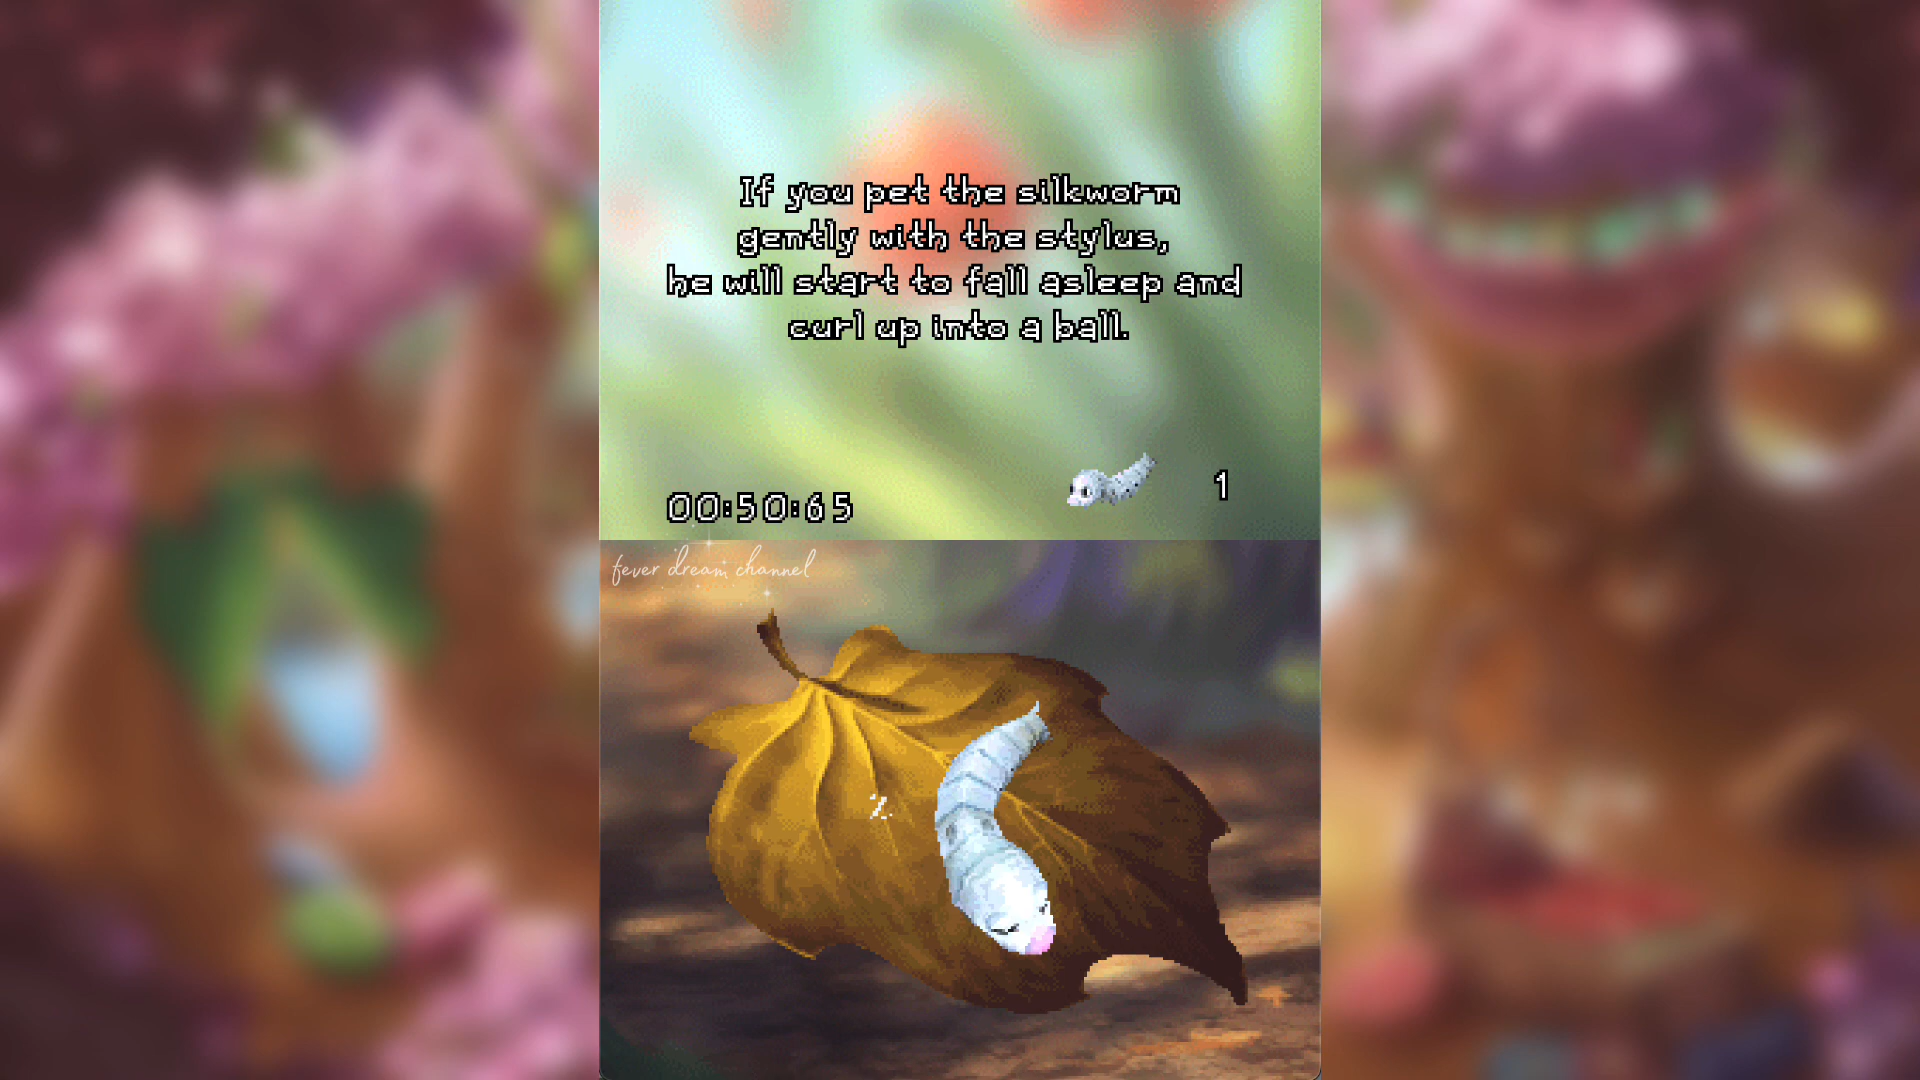 If you pet the silkworm
gently with the stylus,
he will start to fall asleep and
curl up into a ball.
1
00:50:65
fever dream channel
z